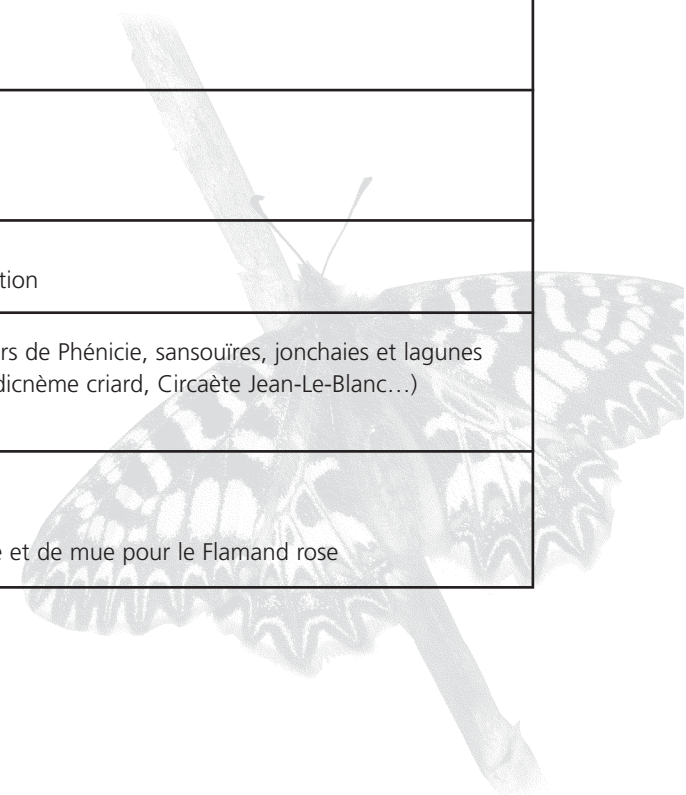 tion
rs de Phénicie, sansouïres, jonchaies et lagunes
dicnème criard, Circaète Jean-Le-Blanc…)
et de mue pour le Flamand rose